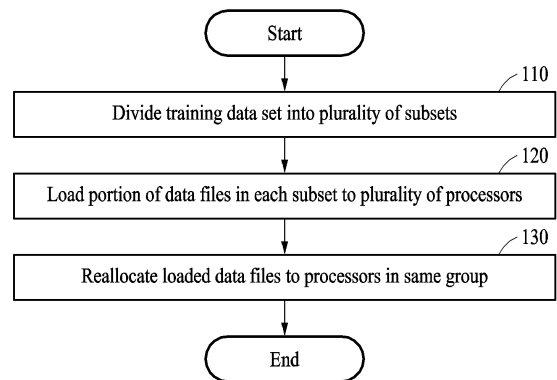 Start
110
Divide training data set into plurality of subsets
120
Load portion of data files in each subset to plurality of processors
130
Reallocate loaded data files to processors in same group
End